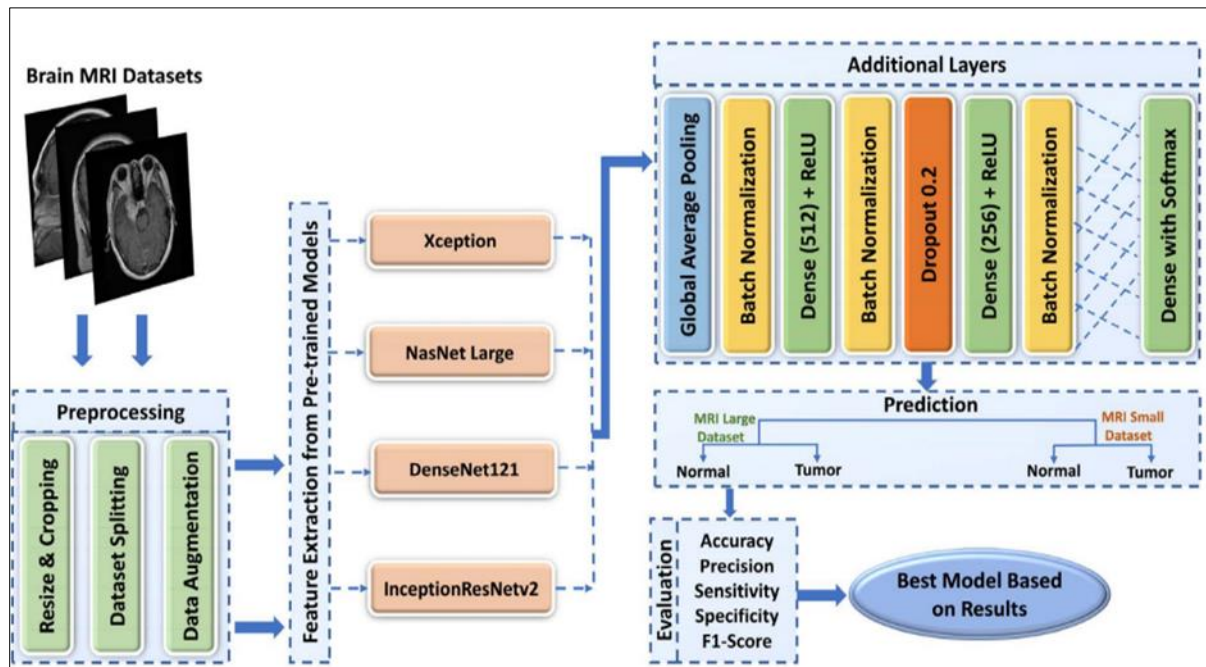 Brain MRI Datasets
Preprocessing
Resize & Cropping
Dataset Splitting
Data Augmentation
Feature Extraction from Pre-trained Models
Xception
NasNet Large
DenseNet121
InceptionResNetv2
Additional Layers
Global Average Pooling
Batch Normalization
Dense (512) + ReLU
Batch Normalization
Dropout 0.2
Dense (256) + ReLU
Batch Normalization
Dense with Softmax
Prediction
MRI Large
Dataset
Normal
Tumor
MRI Small
Dataset
Normal
Tumor
Evaluation
Accuracy
Precision
Sensitivity
Specificity
F1-Score
Best Model Based
on Results